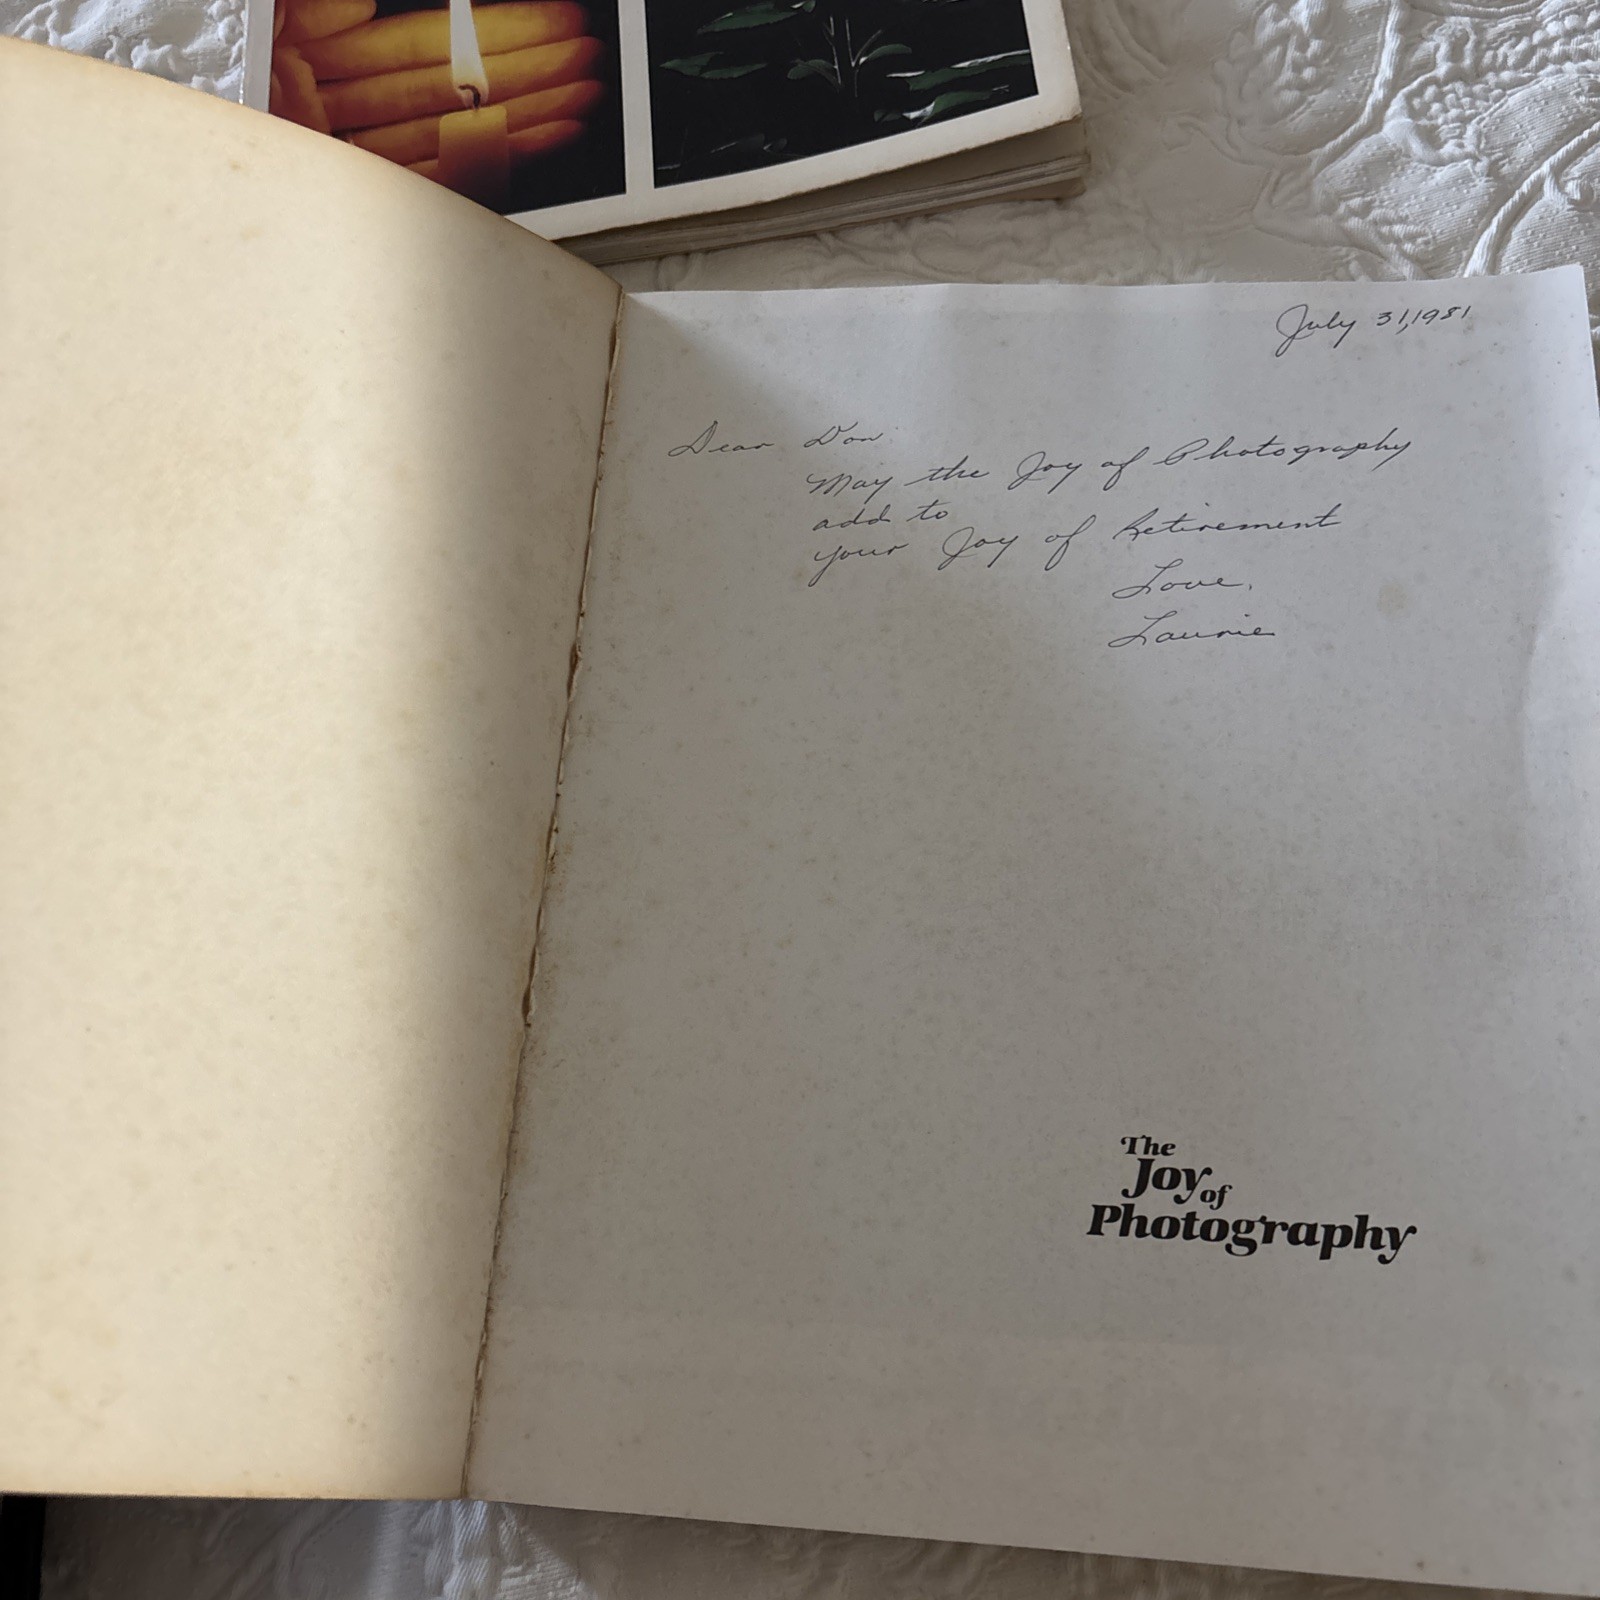 July 31, 1981
Dear Don
May the Joy of Photography
add to
your Joy of Retirement
Love,
Laurie
The
Joy of
Photography